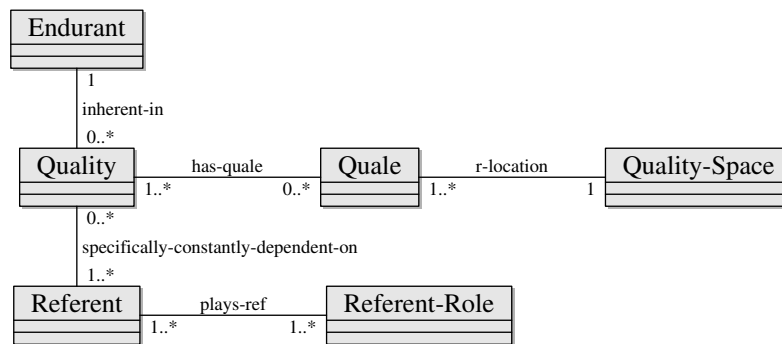 Endurant
1
inherent-in
0..*
Quality has-quale Quale r-location Quality-Space
1..* 0..* 1..* 1
0..*
specifically-constantly-dependent-on
1..*
Referent plays-ref Referent-Role
1..* 1..*